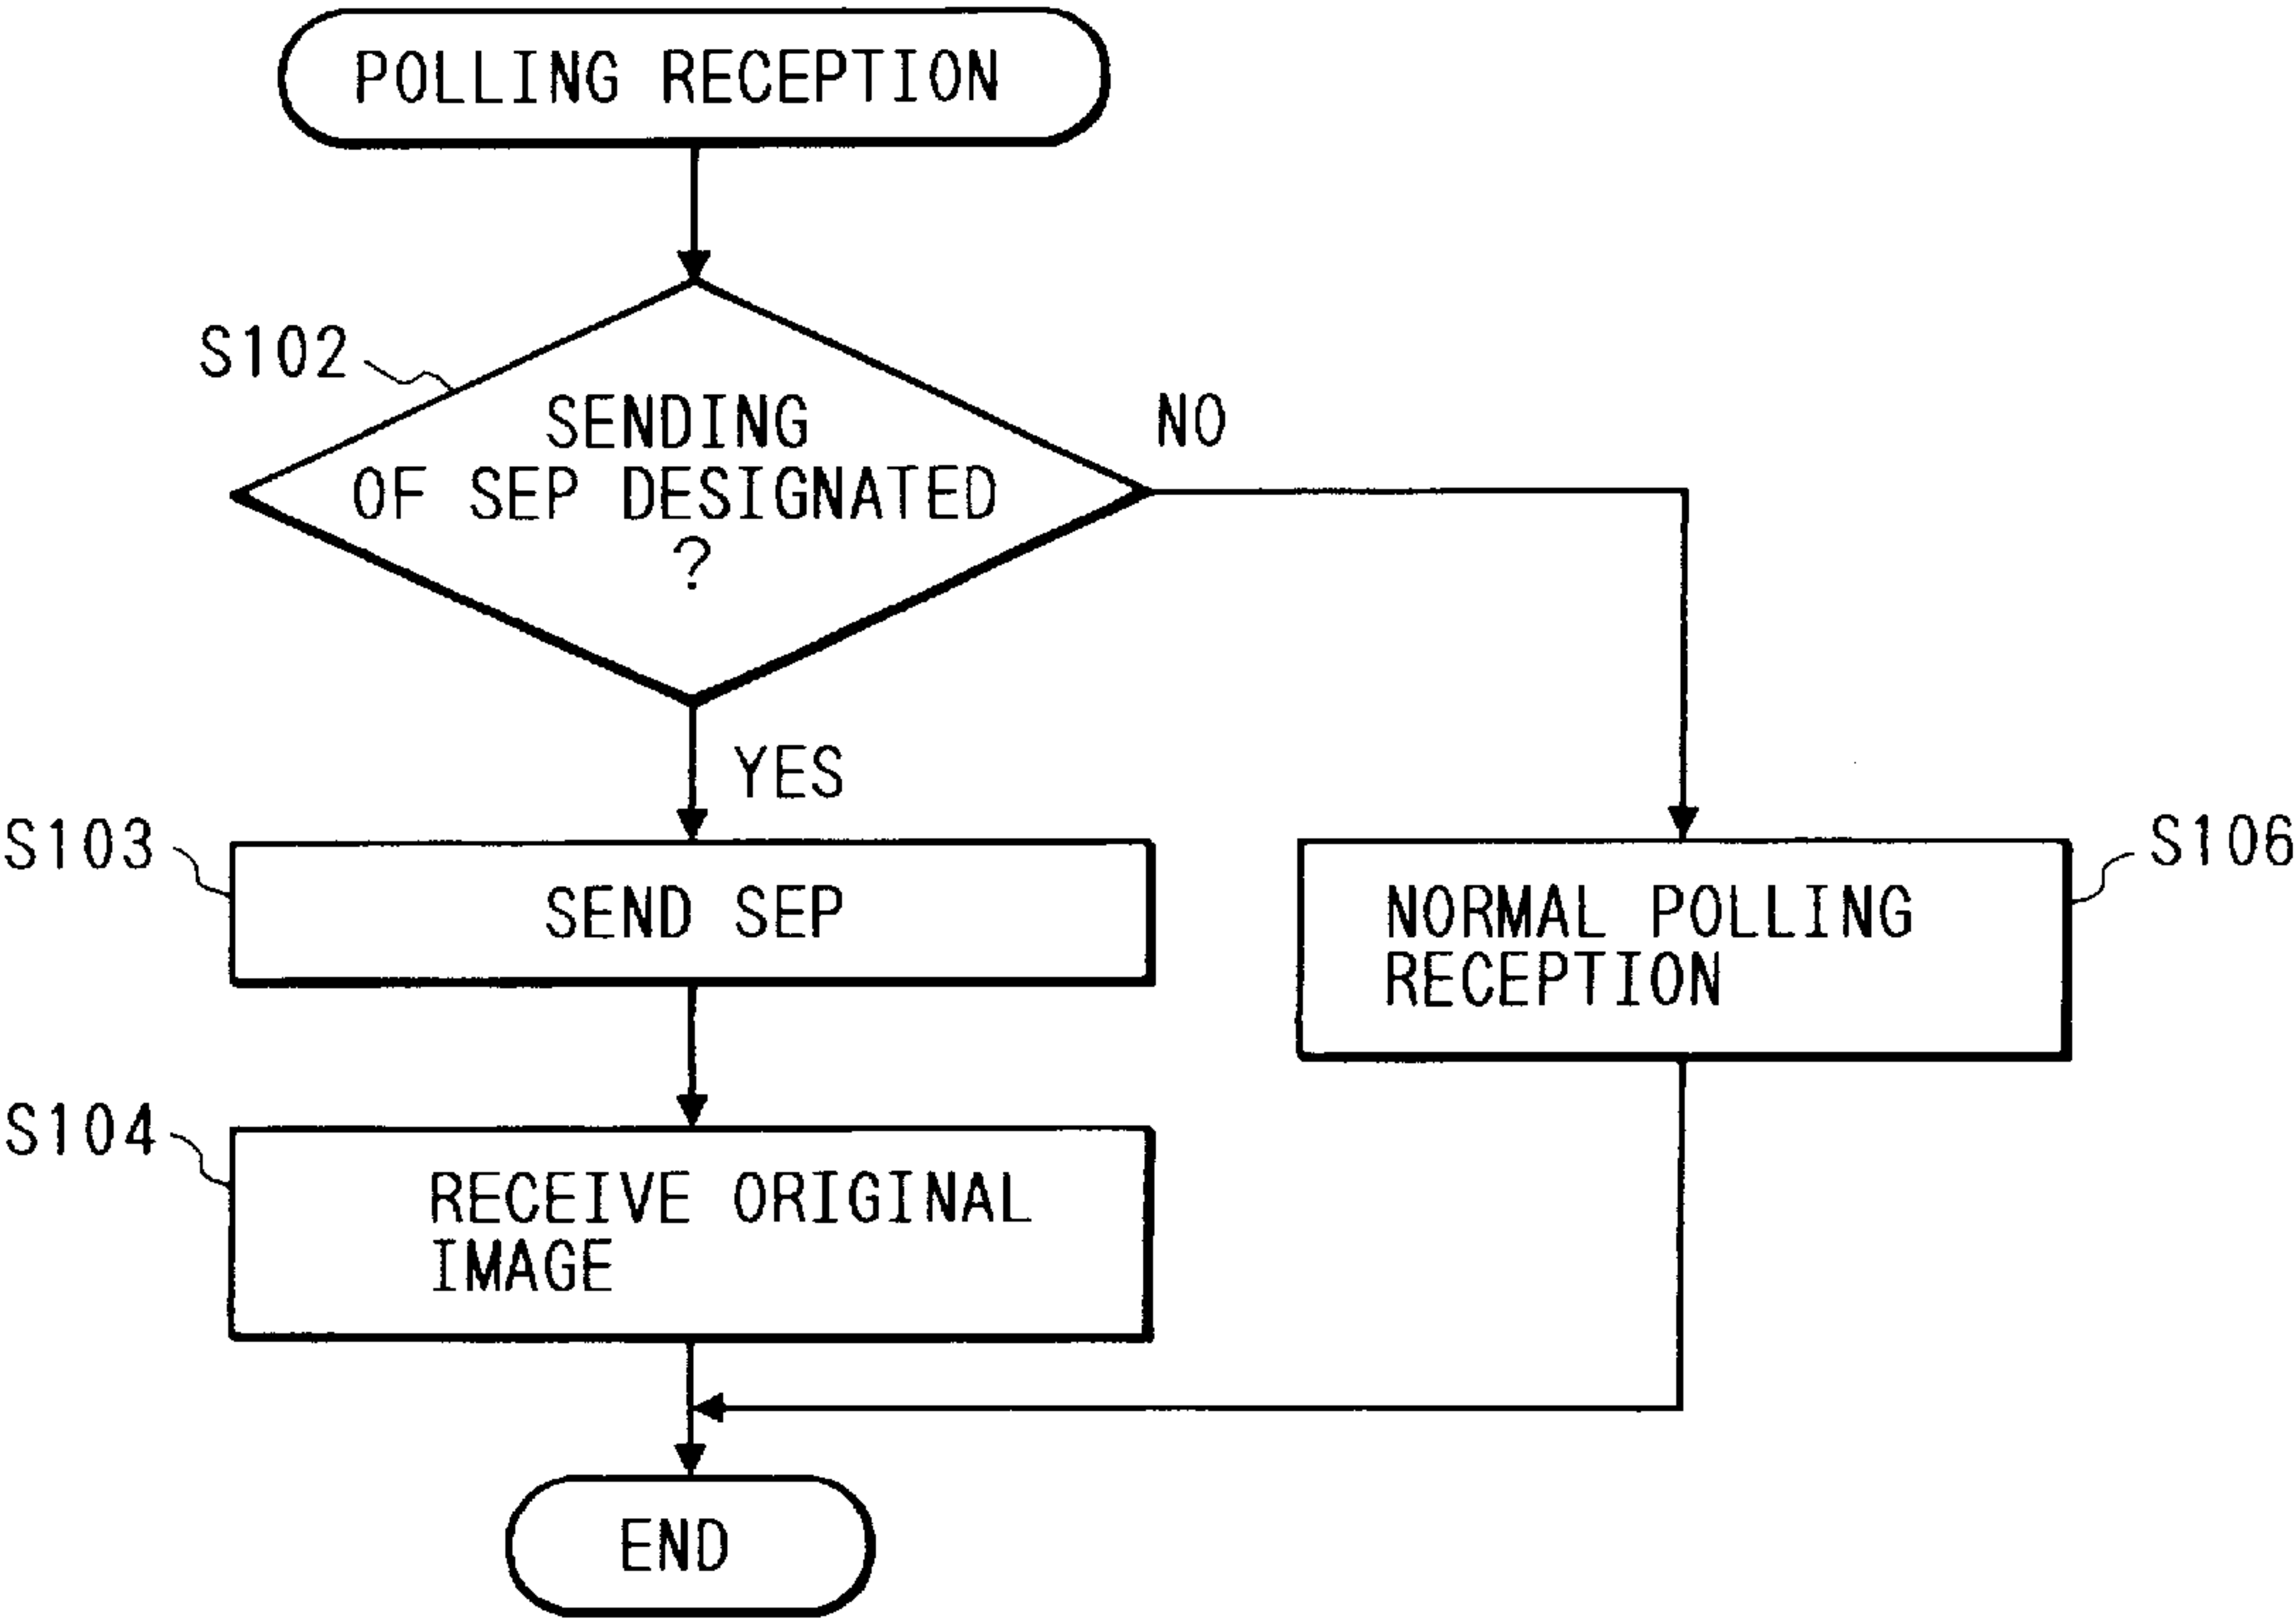 POLLING RECEPTION
S102
SENDING
OF SEP DESIGNATED
?
NO
YES
S103
SEND SEP
S106
NORMAL POLLING
RECEPTION
S104
RECEIVE ORIGINAL
IMAGE
END